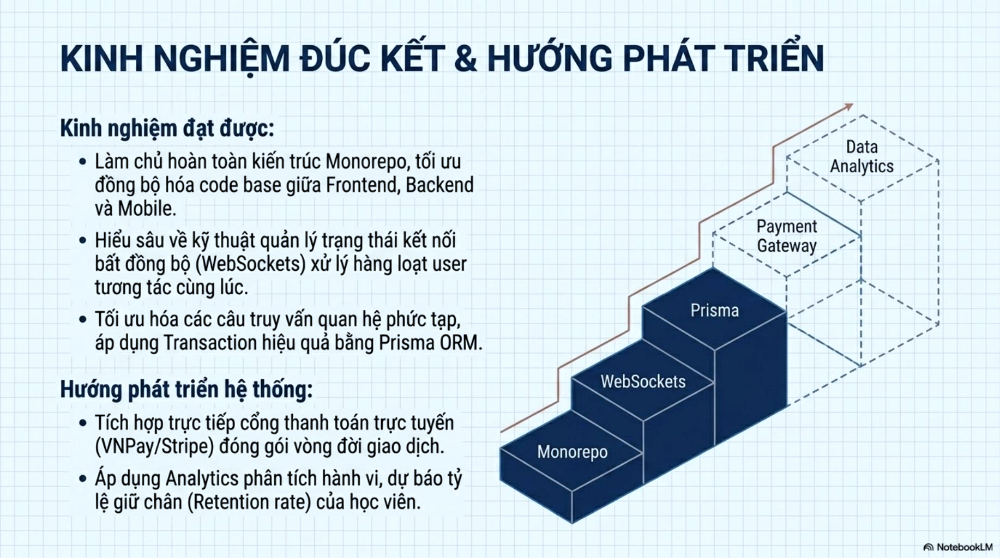 KINH NGHIỆM ĐÚC KẾT & HƯỚNG PHÁT TRIỂN
Kinh nghiệm đạt được:
• Làm chủ hoàn toàn kiến trúc Monorepo, tối ưu
đồng bộ hóa code base giữa Frontend, Backend
và Mobile.
• Hiểu sâu về kỹ thuật quản lý trạng thái kết nối
bất đồng bộ (WebSockets) xử lý hàng loạt user
tương tác cùng lúc.
• Tối ưu hóa các câu truy vấn quan hệ phức tạp,
áp dụng Transaction hiệu quả bằng Prisma ORM.
Hướng phát triển hệ thống:
• Tích hợp trực tiếp cổng thanh toán trực tuyến
(VNPay/Stripe) đóng gói vòng đời giao dịch.
• Áp dụng Analytics phân tích hành vi, dự báo tỷ
lệ giữ chân (Retention rate) của học viên.
Data
Analytics
Payment
Gateway
Prisma
WebSockets
Monorepo
NotebookLM